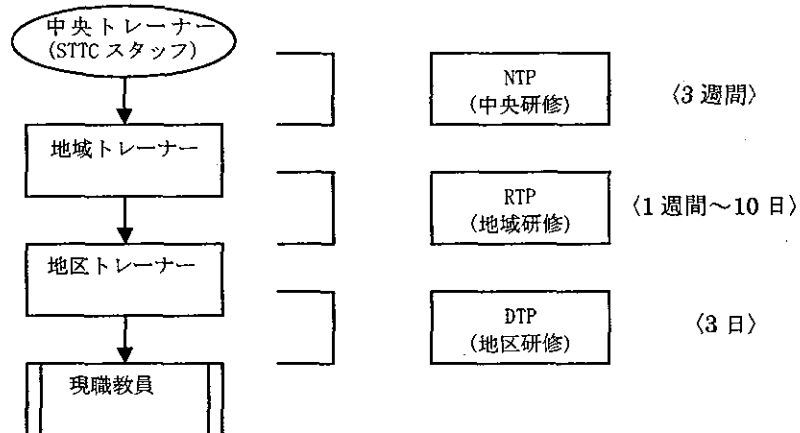 中央トレーナー
(STTC スタッフ)
NTP
(中央研修)
〈3 週間〉
地域トレーナー
RTP
(地域研修)
〈1 週間～10 日〉
地区トレーナー
DTP
(地区研修)
〈3 日〉
現職教員